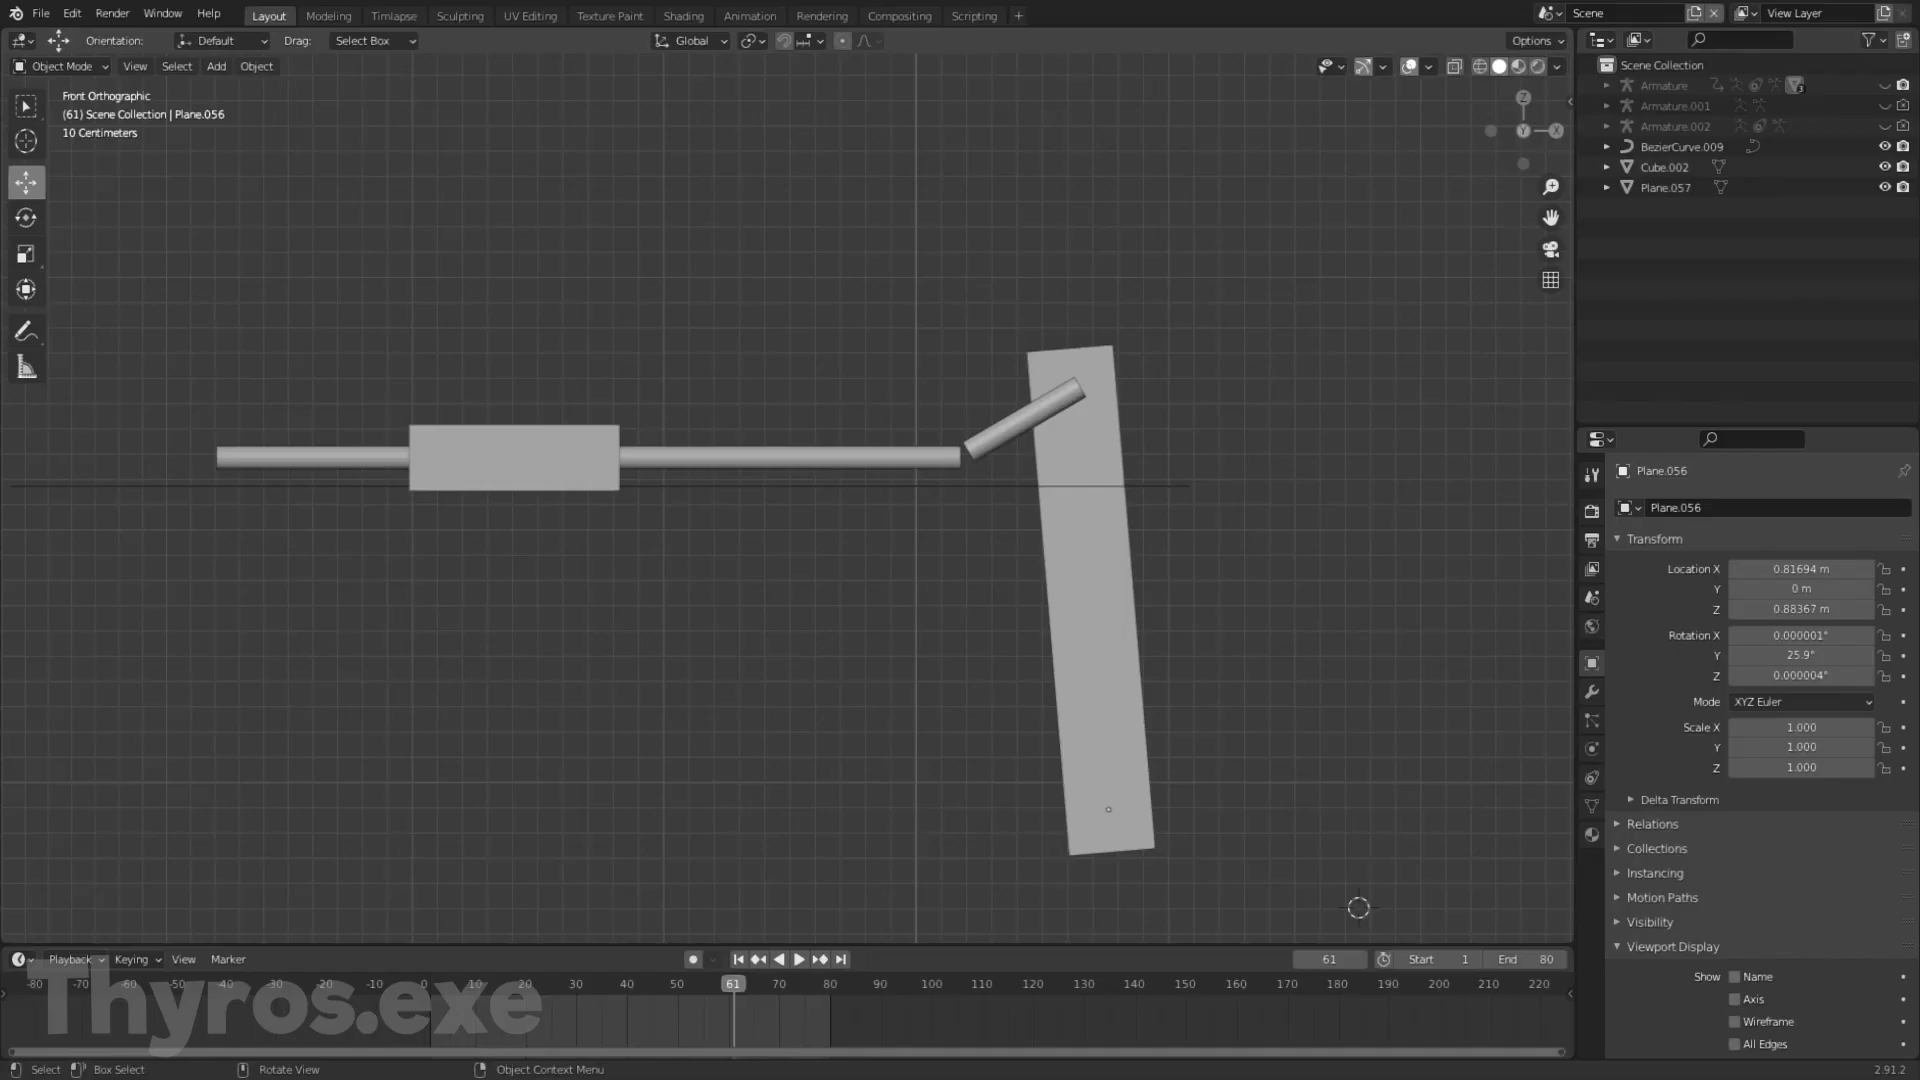 File Edit Render Window Help Layout Modeling Timlapse Sculpting UV Editing Texture Paint Shading Animation Rendering Compositing Scripting + Scene View Layer
Orientation: Default Drag: Select Box Global Options
Object Mode View Select Add Object
Front Orthographic
(61) Scene Collection | Plane.056
10 Centimeters
Z
Y
X
Scene Collection
Armature 3
Armature.001
Armature.002
BezierCurve.009
Cube.002
Plane.057
Plane.056
Plane.056
Transform
Location X 0.81694 m
Y 0 m
Z 0.88367 m
Rotation X 0.000001°
Y 25.9°
Z 0.000004°
Mode XYZ Euler
Scale X 1.000
Y 1.000
Z 1.000
Delta Transform
Relations
Collections
Instancing
Motion Paths
Visibility
Viewport Display
Show Name
Axis
Wireframe
All Edges
Playback Keying View Marker 61 Start 1 End 80
-80 -70 -60 -50 -40 -30 -20 -10 0 10 20 30 40 50 61 70 80 90 100 110 120 130 140 150 160 170 180 190 200 210 220
Thyros.exe
Select Box Select Rotate View Object Context Menu 2.91.2